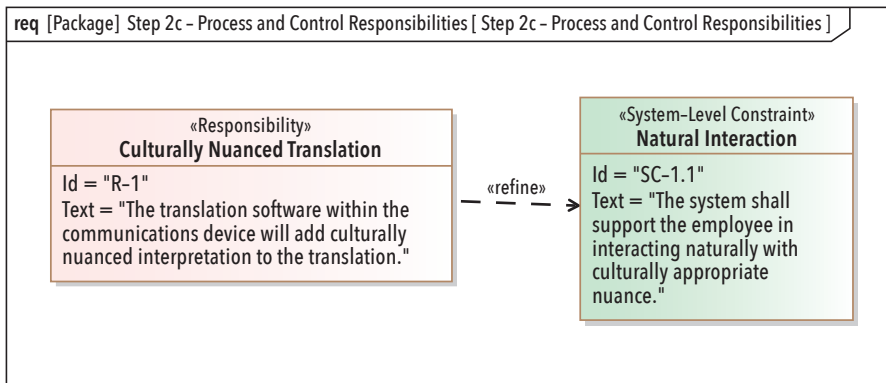 req [Package] Step 2c – Process and Control Responsibilities [ Step 2c – Process and Control Responsibilities ]
«Responsibility»
Culturally Nuanced Translation
Id = "R–1"
Text = "The translation software within the
communications device will add culturally
nuanced interpretation to the translation."
«refine»
«System–Level Constraint»
Natural Interaction
Id = "SC–1.1"
Text = "The system shall
support the employee in
interacting naturally with
culturally appropriate
nuance."